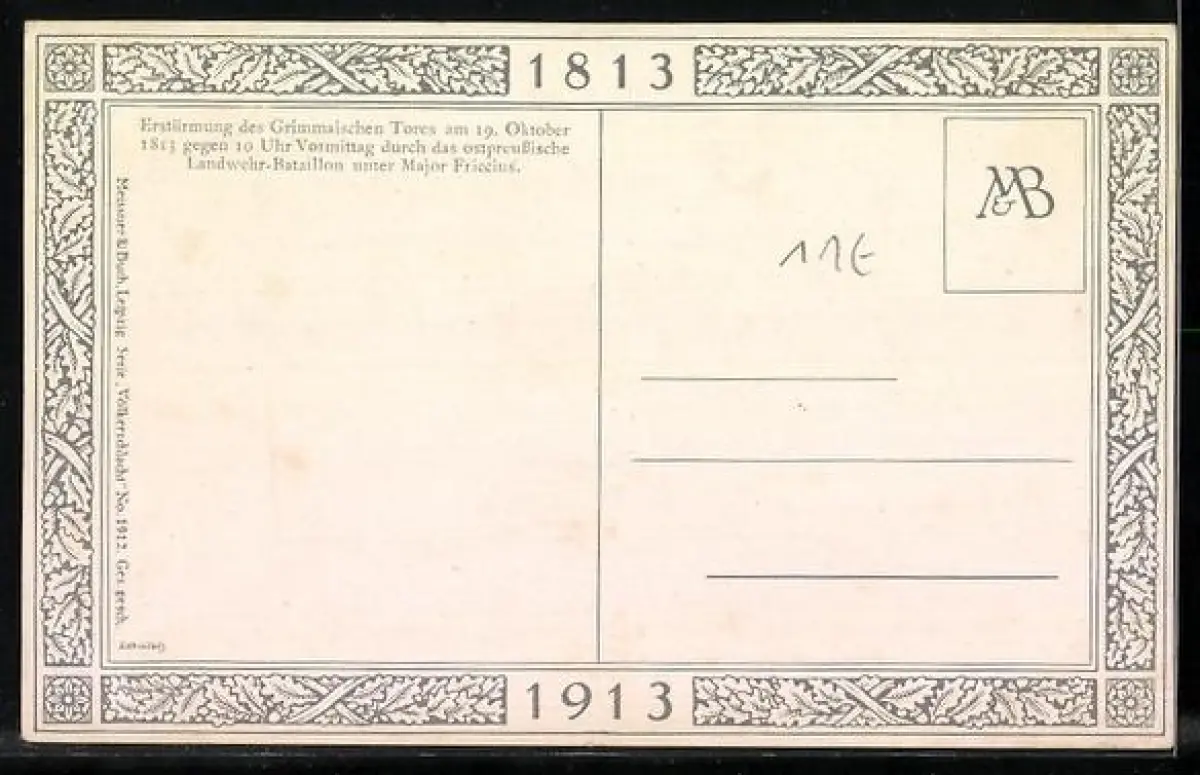 1813
Erstürmung des Grimmaischen Tores am 19. Oktober
1813 gegen 10 Uhr Vormittag durch das ostpreußische
Landwehr-Bataillon unter Major Friccius.
Meissner & Buch, Leipzig Serie „Völkerschlacht" No. 1912. Ges. gesch.
M&B
11€
1913